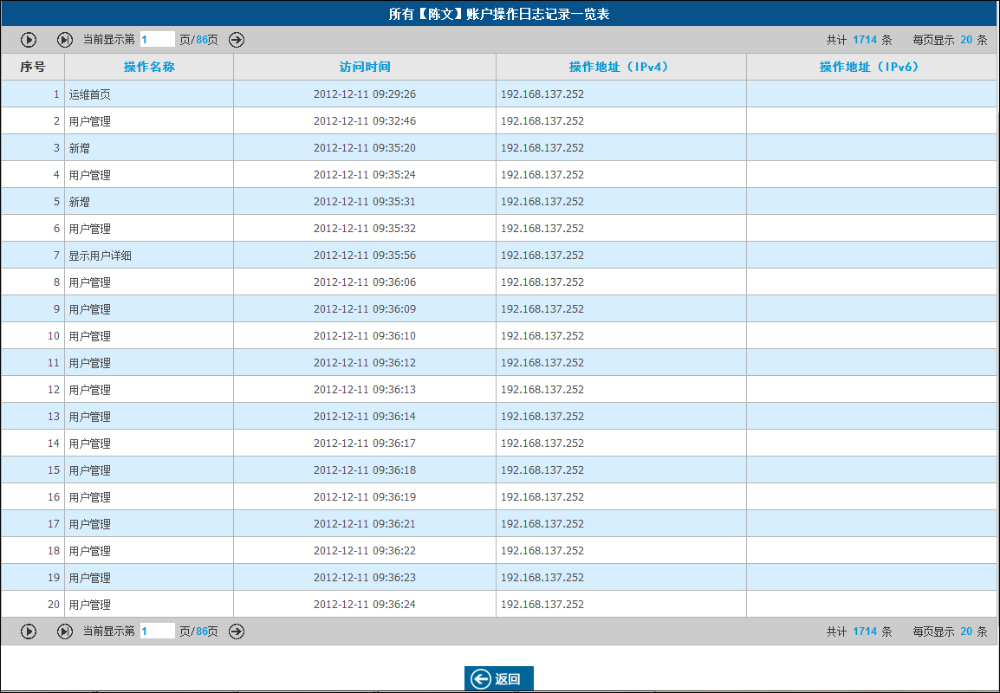 所有【陈文】账户操作日志记录一览表
当前显示第 1 页/86页 共计 1714 条 每页显示 20 条
序号 操作名称 访问时间 操作地址（IPv4） 操作地址（IPv6）
1 运维首页 2012-12-11 09:29:26 192.168.137.252
2 用户管理 2012-12-11 09:32:46 192.168.137.252
3 新增 2012-12-11 09:35:20 192.168.137.252
4 用户管理 2012-12-11 09:35:24 192.168.137.252
5 新增 2012-12-11 09:35:31 192.168.137.252
6 用户管理 2012-12-11 09:35:32 192.168.137.252
7 显示用户详细 2012-12-11 09:35:56 192.168.137.252
8 用户管理 2012-12-11 09:36:06 192.168.137.252
9 用户管理 2012-12-11 09:36:09 192.168.137.252
10 用户管理 2012-12-11 09:36:10 192.168.137.252
11 用户管理 2012-12-11 09:36:12 192.168.137.252
12 用户管理 2012-12-11 09:36:13 192.168.137.252
13 用户管理 2012-12-11 09:36:14 192.168.137.252
14 用户管理 2012-12-11 09:36:17 192.168.137.252
15 用户管理 2012-12-11 09:36:18 192.168.137.252
16 用户管理 2012-12-11 09:36:19 192.168.137.252
17 用户管理 2012-12-11 09:36:21 192.168.137.252
18 用户管理 2012-12-11 09:36:22 192.168.137.252
19 用户管理 2012-12-11 09:36:23 192.168.137.252
20 用户管理 2012-12-11 09:36:24 192.168.137.252
当前显示第 1 页/86页 共计 1714 条 每页显示 20 条
返回